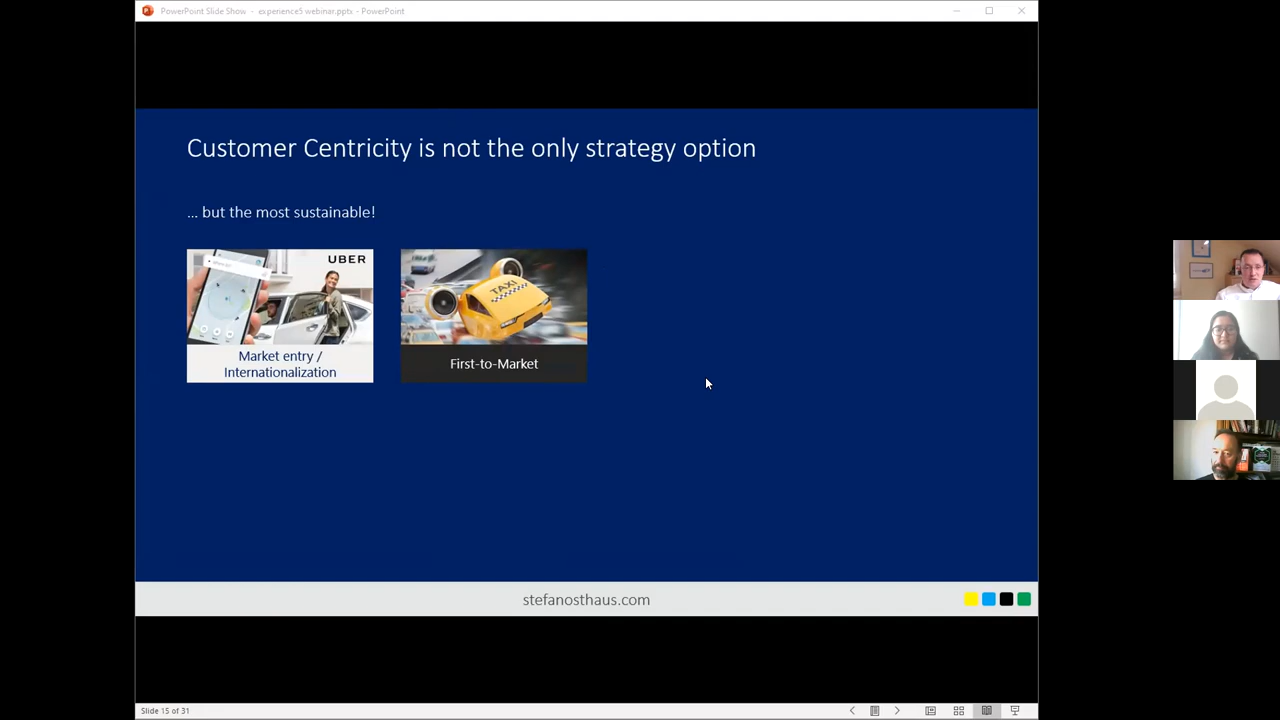 PowerPoint Slide Show - experience5 webinar.pptx - PowerPoint
Customer Centricity is not the only strategy option
... but the most sustainable!
UBER
TAXI
Market entry /
Internationalization
First-to-Market
stefanosthaus.com
Slide 15 of 31